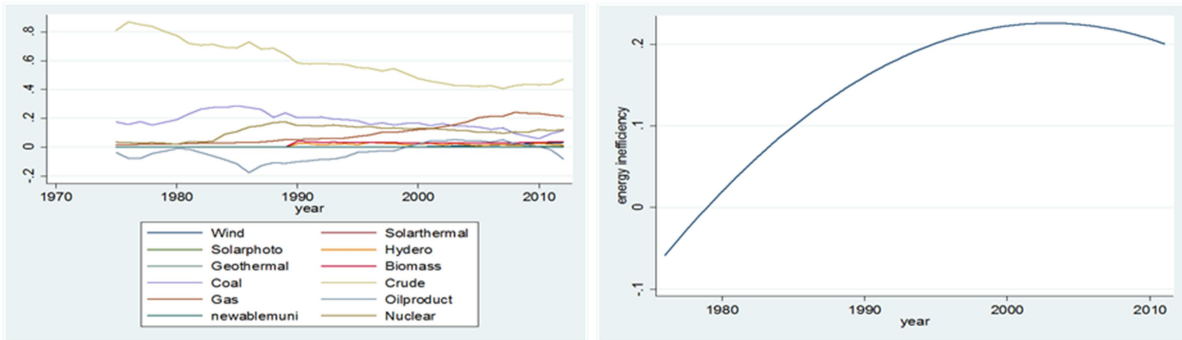 .8
.6
.4
.2
0
-.2
1970 1980 1990 2000 2010
year
Wind Solarthermal
Solarphoto Hydero
Geothermal Biomass
Coal Crude
Gas Oilproduct
newablemuni Nuclear
energy inefficiency
.2
.1
0
-.1
1980 1990 2000 2010
year